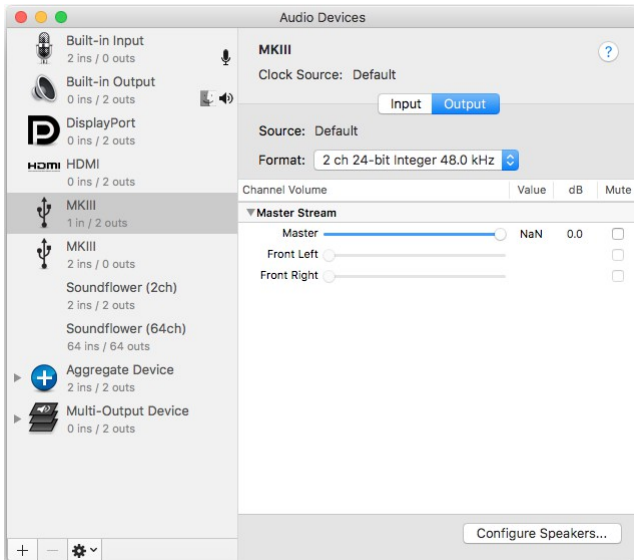 Audio Devices
Built-in Input
2 ins / 0 outs
Built-in Output
0 ins / 2 outs
DisplayPort
0 ins / 2 outs
HDMI HDMI
0 ins / 2 outs
MKIII
1 in / 2 outs
MKIII
2 ins / 0 outs
Soundflower (2ch)
2 ins / 2 outs
Soundflower (64ch)
64 ins / 64 outs
Aggregate Device
2 ins / 2 outs
Multi-Output Device
0 ins / 2 outs
MKIII
?
Clock Source: Default
Input Output
Source: Default
Format: 2 ch 24-bit Integer 48.0 kHz
Channel Volume Value dB Mute
Master Stream
Master NaN 0.0
Front Left
Front Right
Configure Speakers...